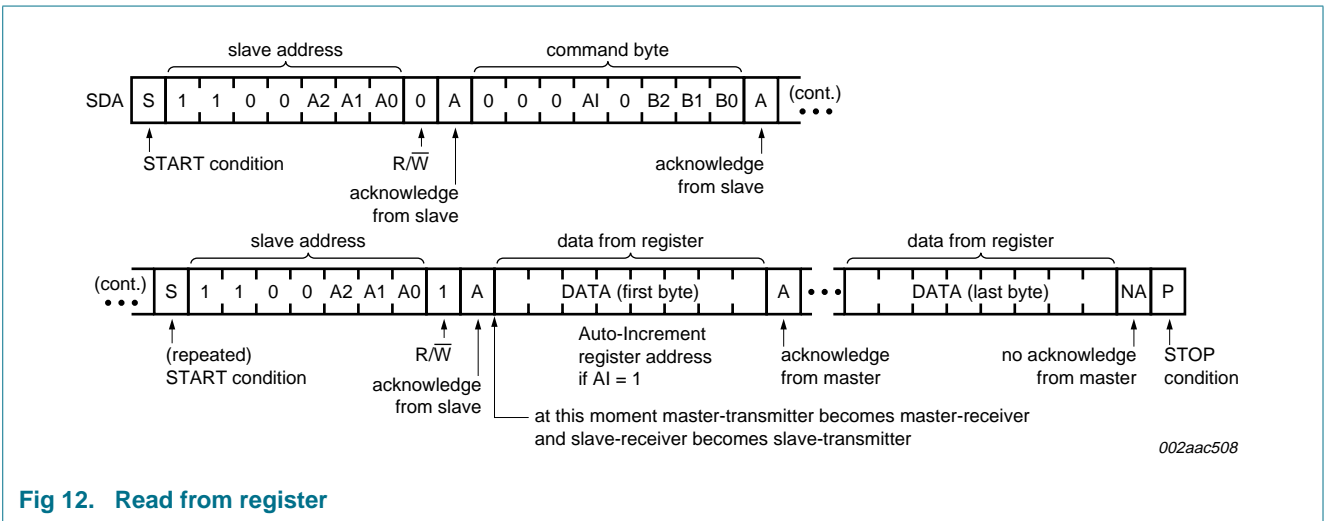 slave address command byte
SDA S 1 1 0 0 A2 A1 A0 0 A 0 0 0 AI 0 B2 B1 B0 A (cont.)
START condition R/W̅ acknowledge
from slave
acknowledge
from slave
slave address data from register data from register
(cont.) S 1 1 0 0 A2 A1 A0 1 A DATA (first byte) A DATA (last byte) NA P
(repeated)
START condition
R/W̅
acknowledge
from slave
Auto-Increment
register address
if AI = 1
acknowledge
from master
no acknowledge
from master
STOP
condition
at this moment master-transmitter becomes master-receiver
and slave-receiver becomes slave-transmitter
002aac508
Fig 12. Read from register